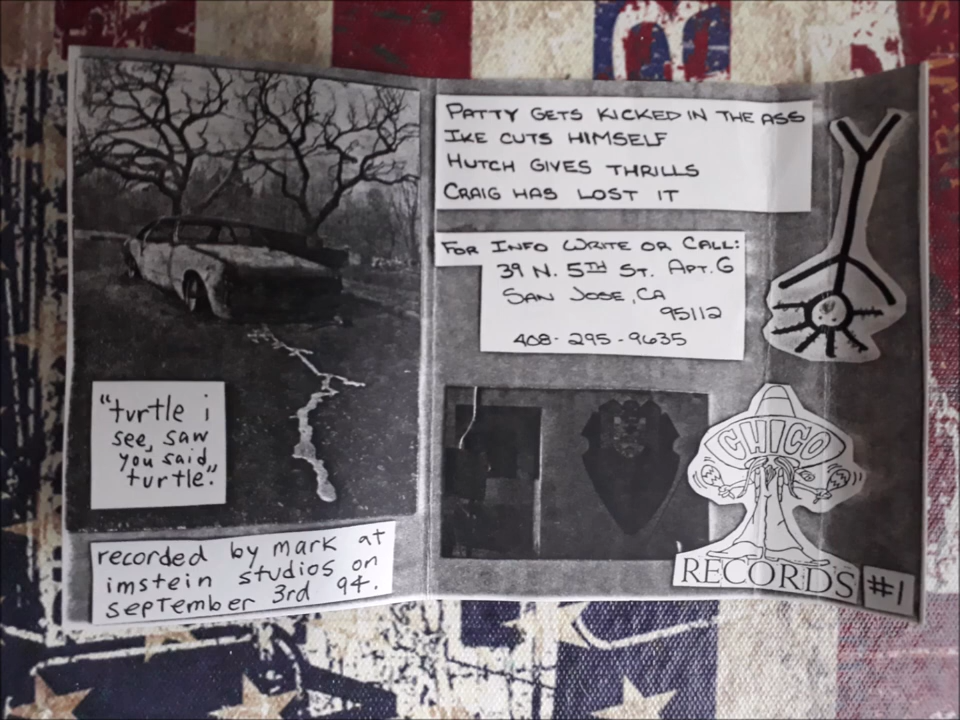 "turtle i
see, saw
you said
turtle."
recorded by mark at
imstein studios on
september 3rd 94.
PATTY GETS KICKED IN THE ASS
IKE CUTS HIMSELF
HUTCH GIVES THRILLS
CRAIG HAS LOST IT
FOR INFO WRITE OR CALL:
39 N. 5TH ST. APT. G
SAN JOSE, CA
95112
408-295-9635
CHICO
RECORDS #1